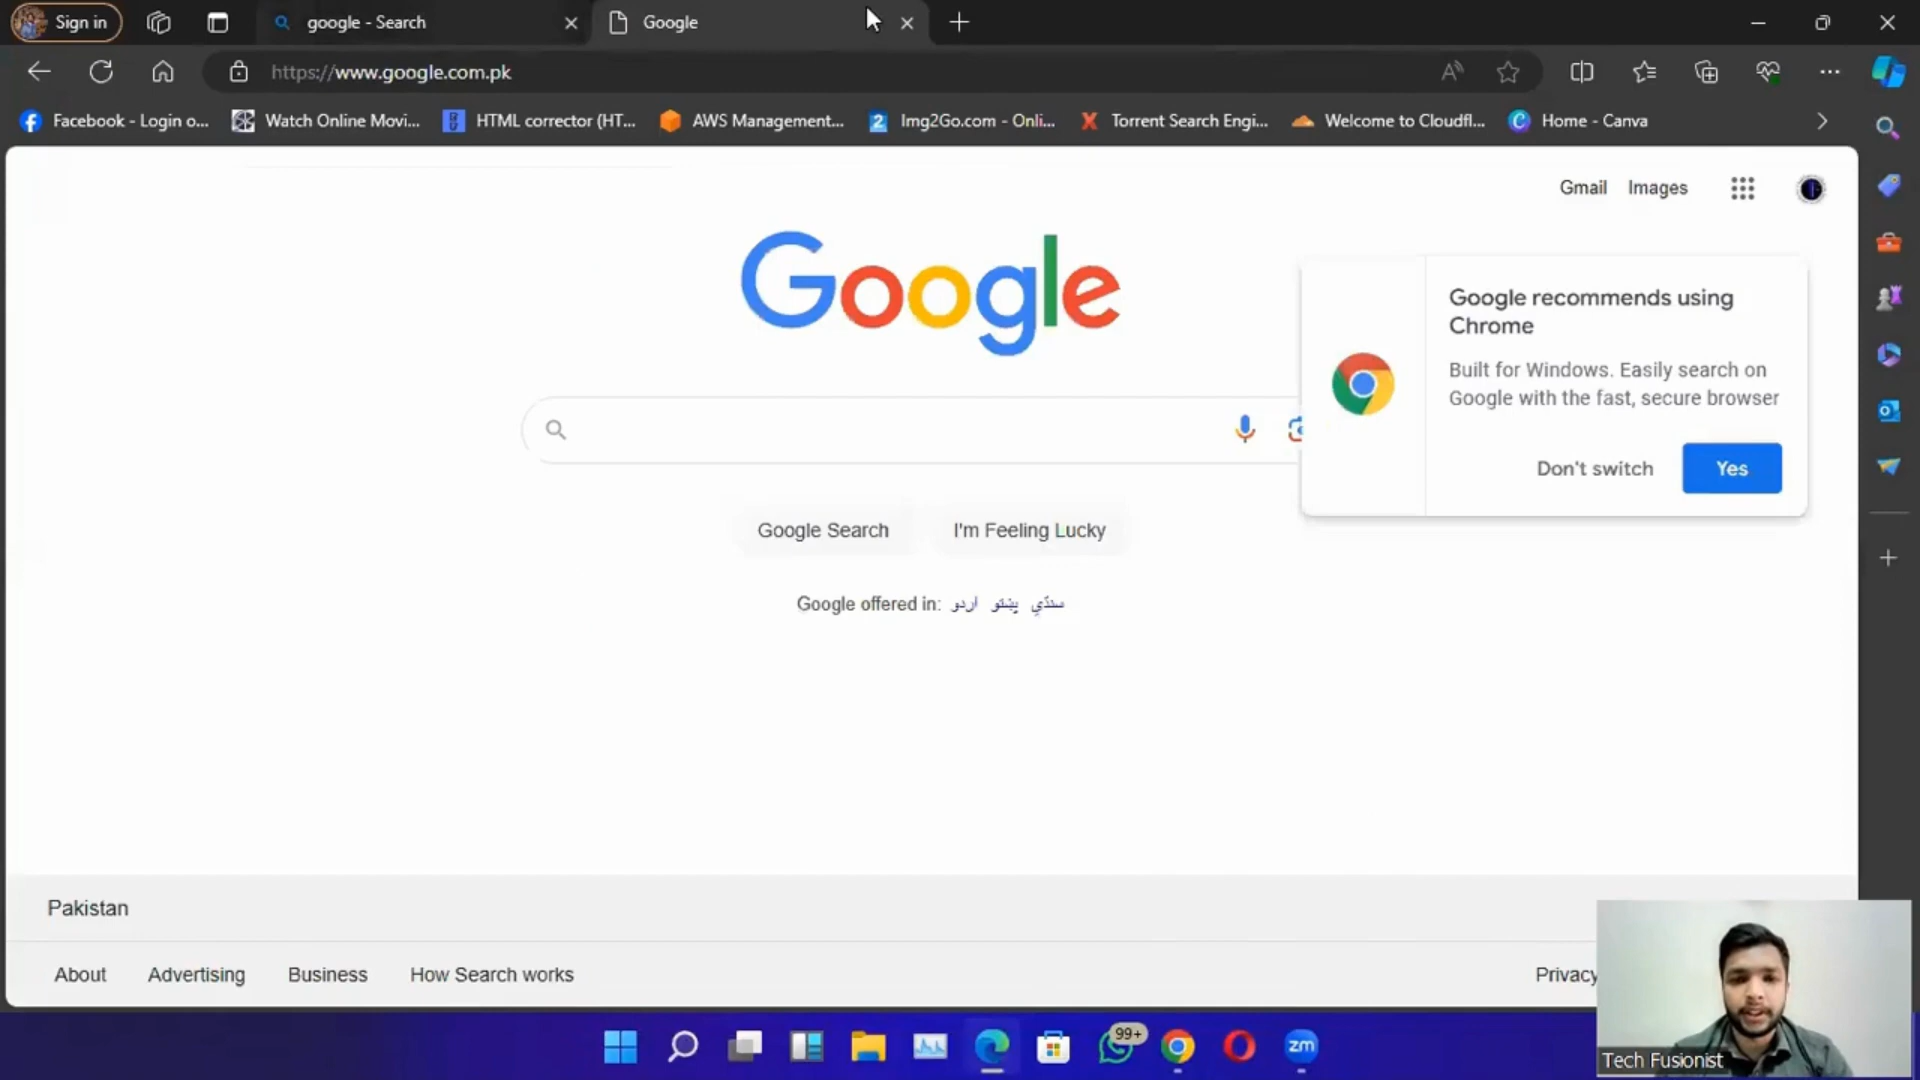 Sign in
google - Search
Google
https://www.google.com.pk
Facebook - Login o...
Watch Online Movi...
HTML corrector (HT...
AWS Management...
Img2Go.com - Onli...
Torrent Search Engi...
Welcome to Cloudfl...
Home - Canva
Gmail
Images
Google
Google recommends using
Chrome
Built for Windows. Easily search on
Google with the fast, secure browser
Don't switch
Yes
Google Search
I'm Feeling Lucky
Google offered in: اردو پښتو سنڌي
Pakistan
About
Advertising
Business
How Search works
Privacy
99+
zm
Tech Fusionist